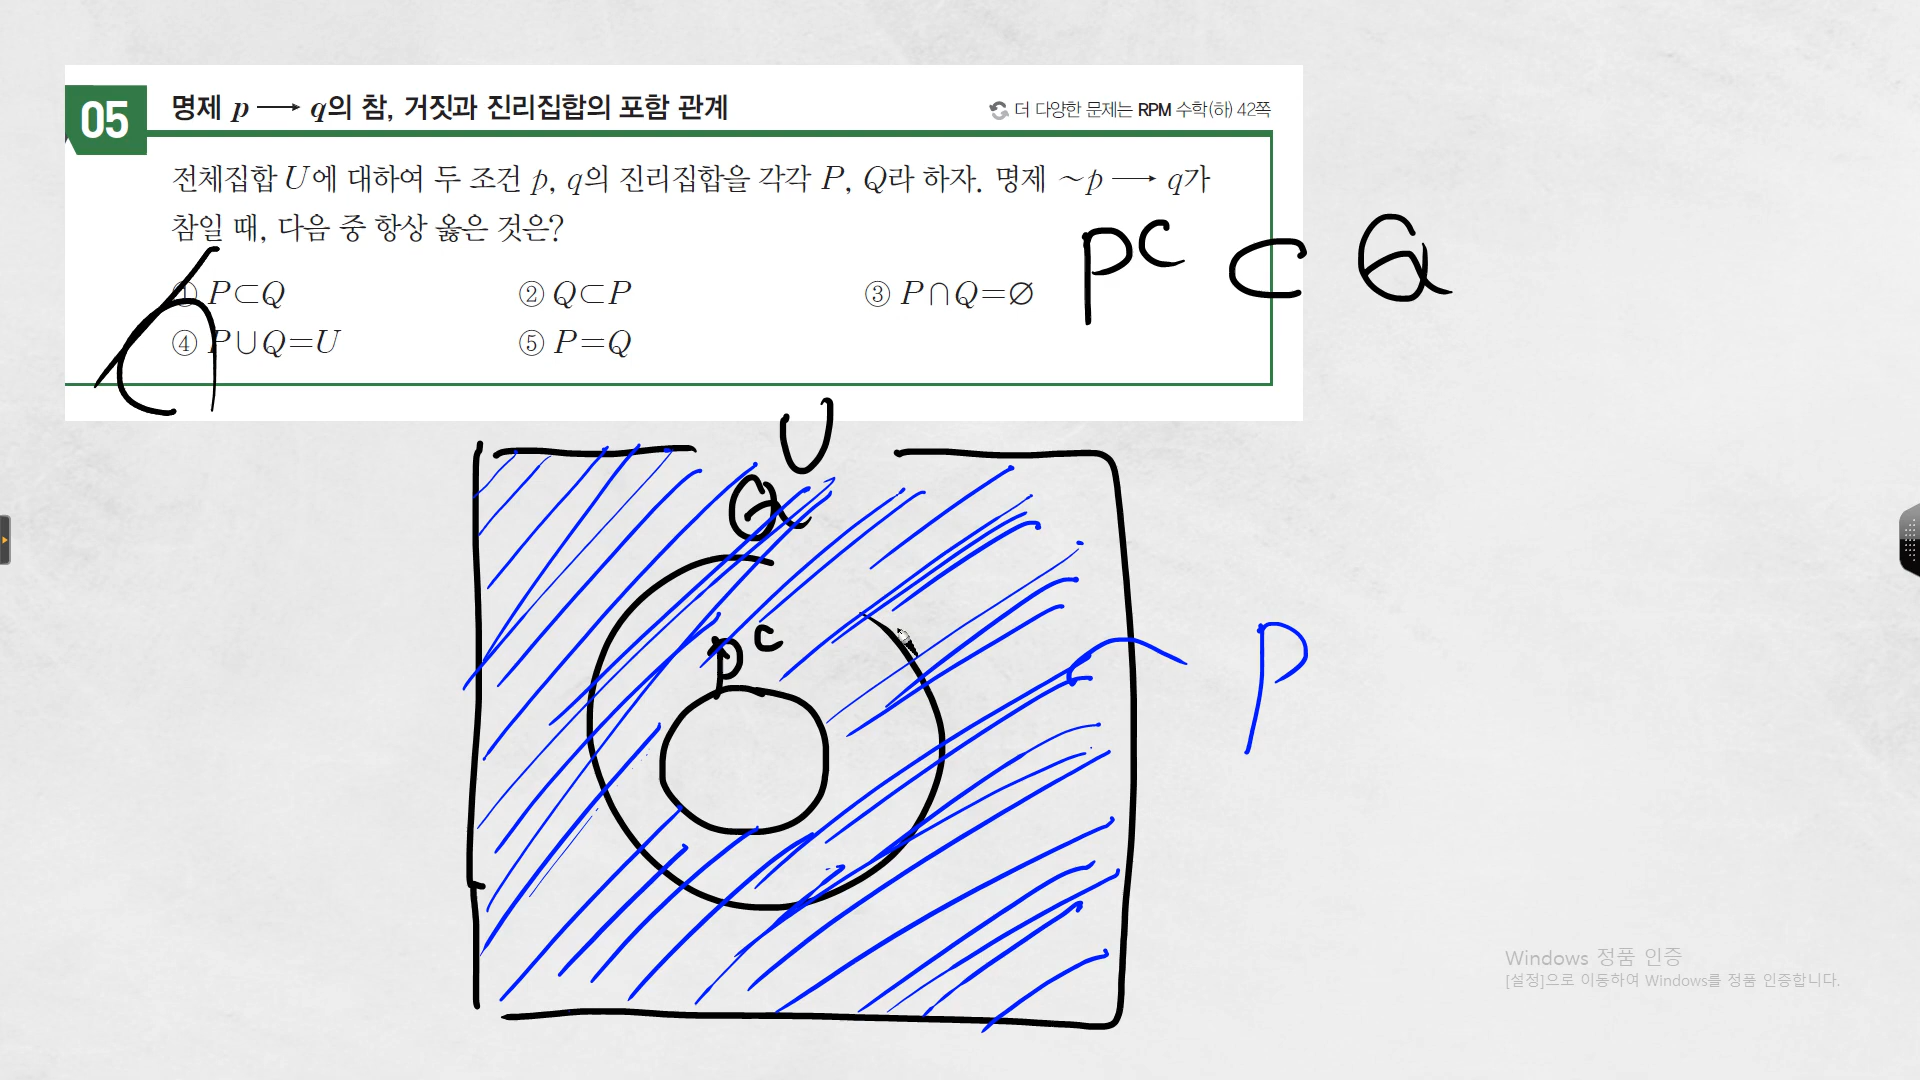 05 명제 p → q의 참, 거짓과 진리집합의 포함 관계
더 다양한 문제는 RPM 수학(하) 42쪽
전체집합 U에 대하여 두 조건 p, q의 진리집합을 각각 P, Q라 하자. 명제 ~p → q가
참일 때, 다음 중 항상 옳은 것은?
① P⊂Q ② Q⊂P ③ P∩Q=∅
④ P∪Q=U ⑤ P=Q
P^C ⊂ Q
U
Q
P^C
P
Windows 정품 인증
[설정]으로 이동하여 Windows를 정품 인증합니다.